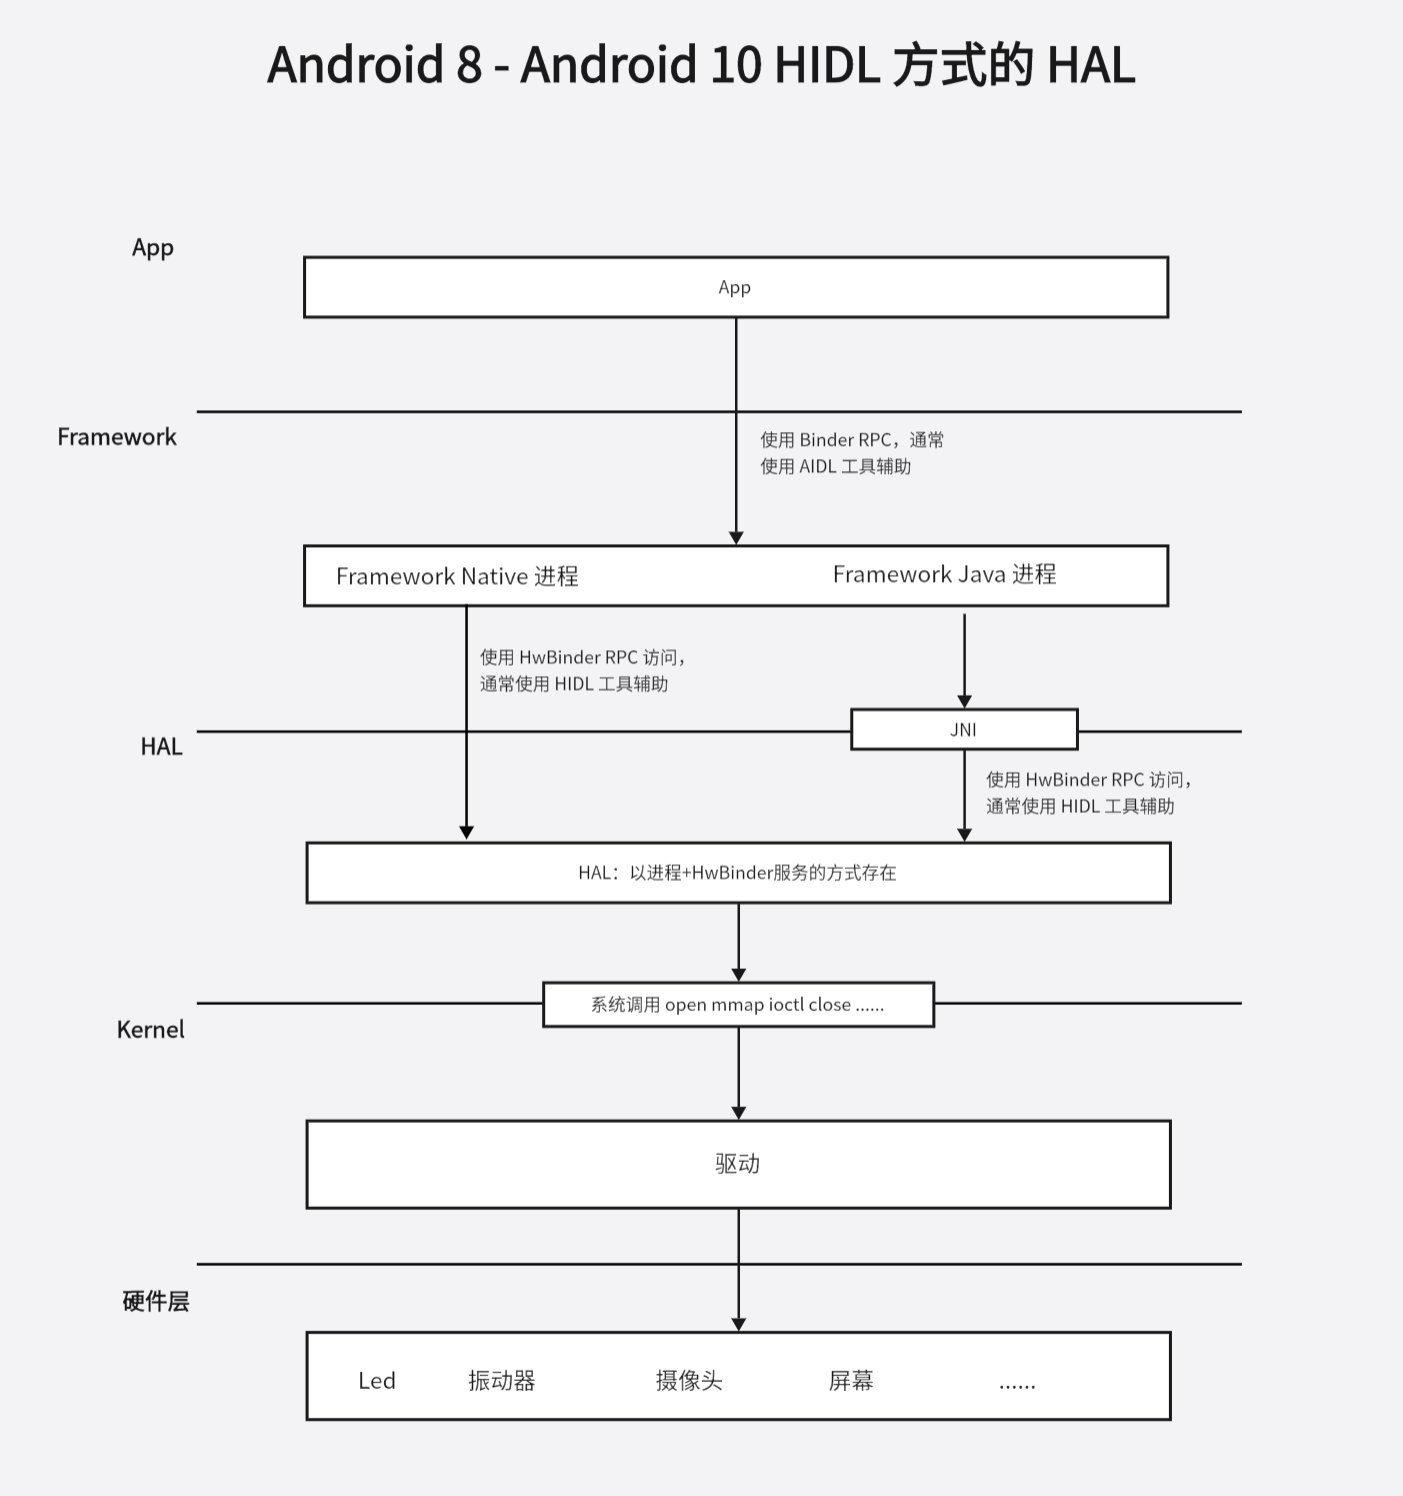 Android 8 - Android 10 HIDL 方式的 HAL
App
App
Framework
使用 Binder RPC，通常
使用 AIDL 工具辅助
Framework Native 进程
Framework Java 进程
使用 HwBinder RPC 访问，
通常使用 HIDL 工具辅助
JNI
HAL
使用 HwBinder RPC 访问，
通常使用 HIDL 工具辅助
HAL：以进程+HwBinder服务的方式存在
系统调用 open mmap ioctl close ......
Kernel
驱动
硬件层
Led 振动器 摄像头 屏幕 ......